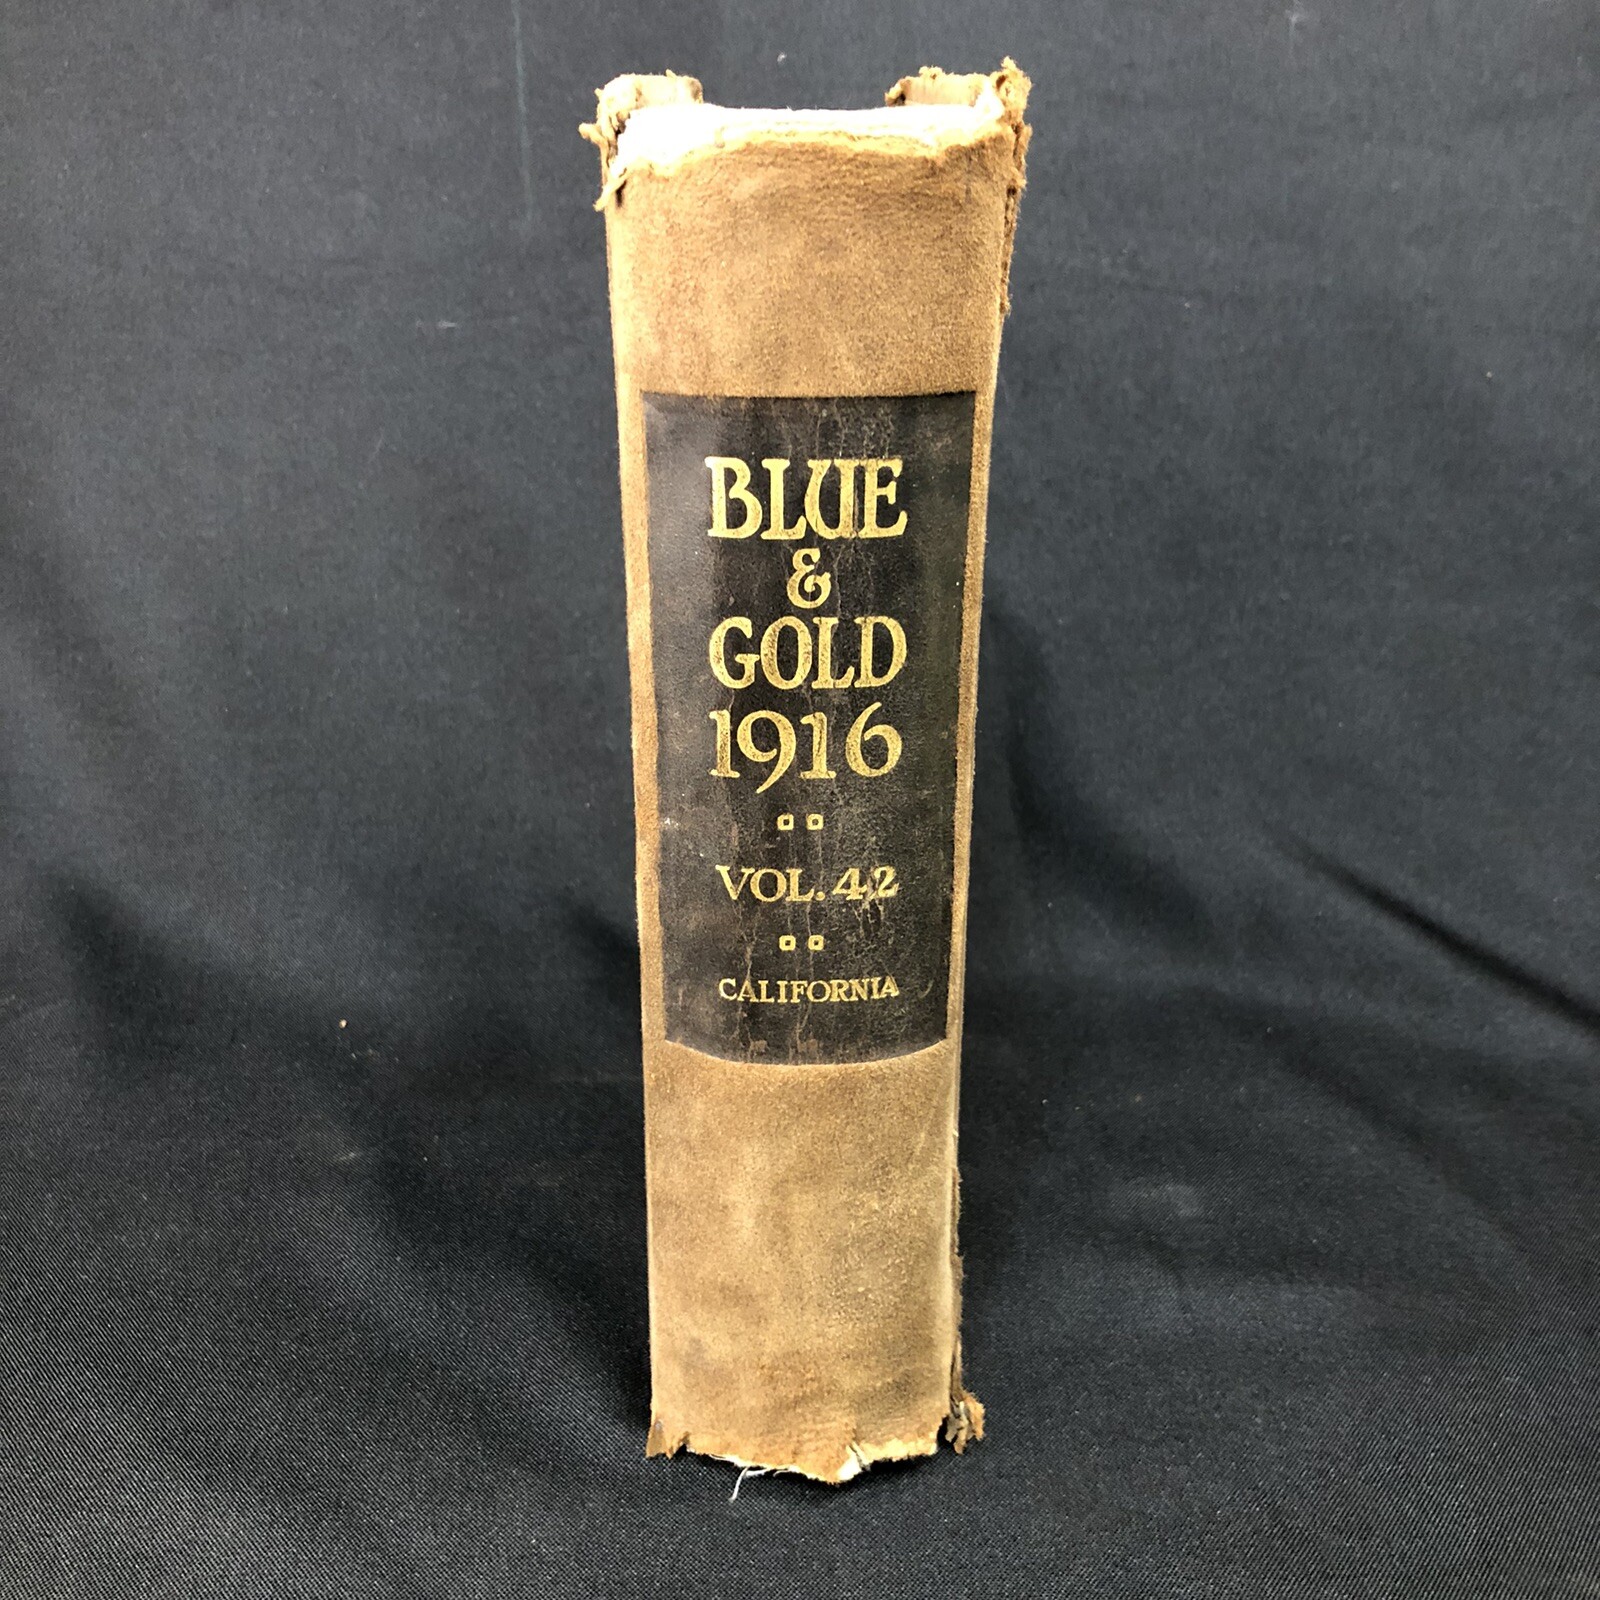 BLUE
&
GOLD
1916
VOL. 42
CALIFORNIA